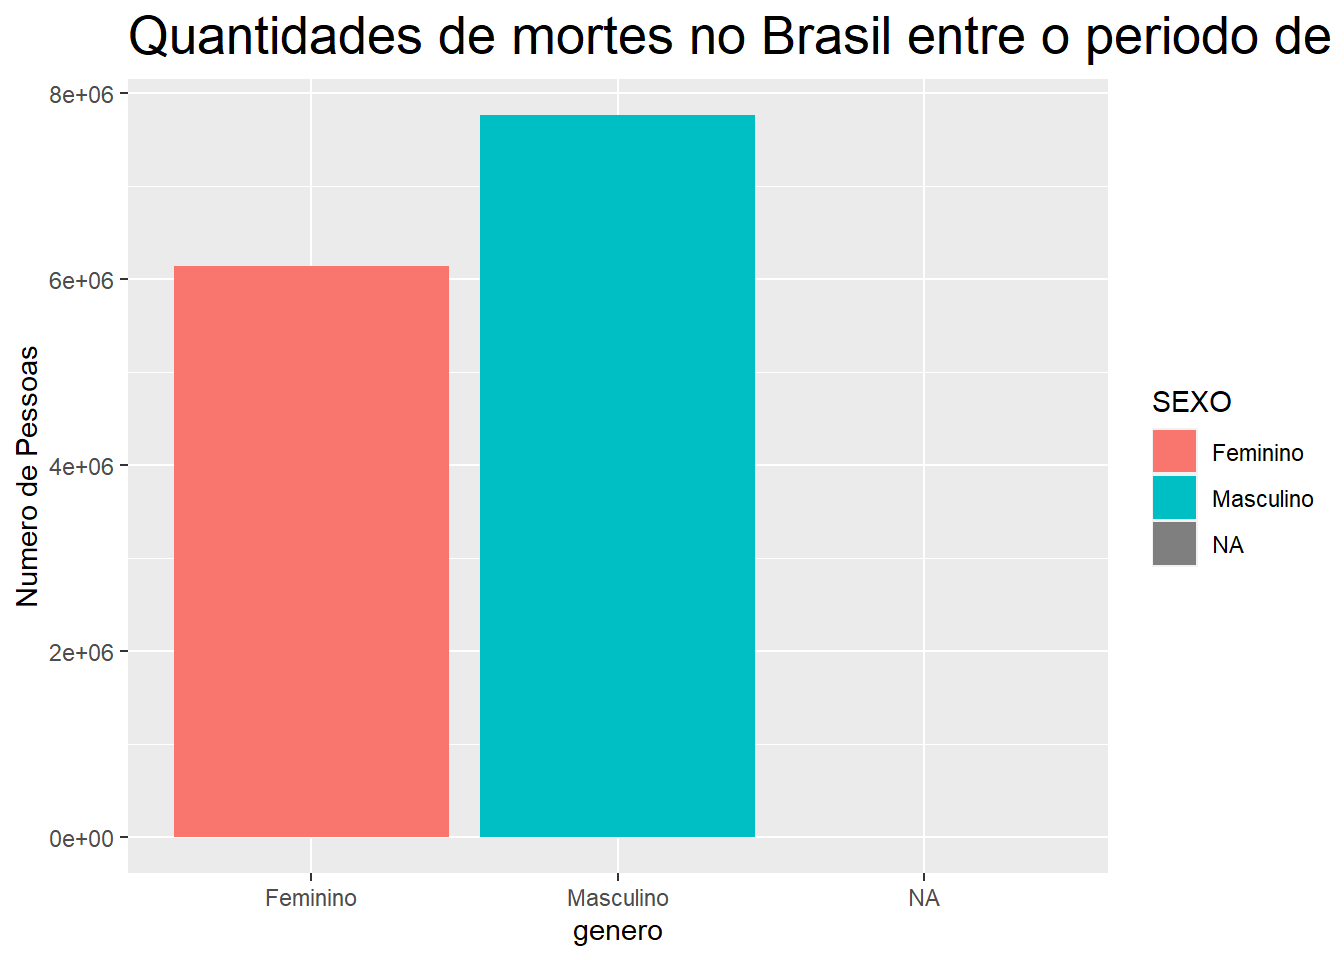 Quantidades de mortes no Brasil entre o periodo de
8e+06
6e+06
4e+06
2e+06
0e+00
Numero de Pessoas
Feminino
Masculino
NA
genero
SEXO
Feminino
Masculino
NA